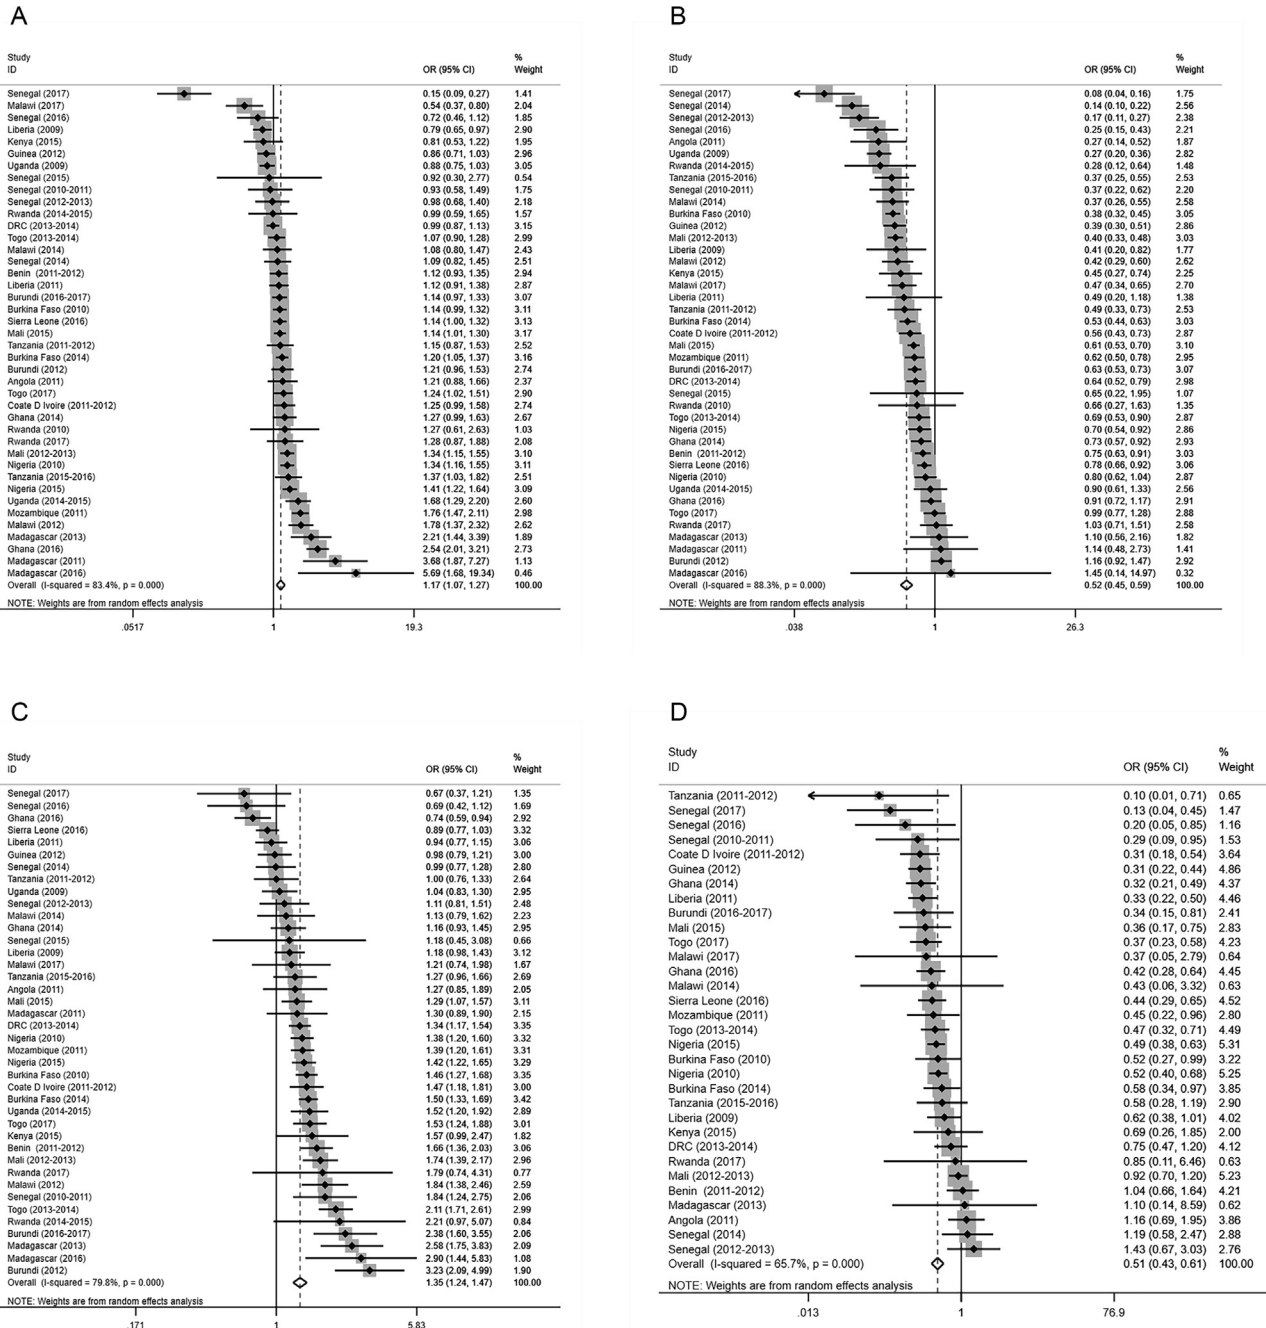 A
Study %
ID OR (95% CI) Weight
Senegal (2017) 0.15 (0.09, 0.27) 1.41
Malawi (2017) 0.54 (0.37, 0.80) 2.04
Senegal (2016) 0.72 (0.46, 1.12) 1.85
Liberia (2009) 0.79 (0.65, 0.97) 2.90
Kenya (2015) 0.81 (0.53, 1.22) 1.95
Guinea (2012) 0.86 (0.71, 1.03) 2.96
Uganda (2009) 0.88 (0.75, 1.03) 3.05
Senegal (2015) 0.92 (0.30, 2.77) 0.54
Senegal (2010-2011) 0.93 (0.58, 1.49) 1.75
Senegal (2012-2013) 0.98 (0.68, 1.40) 2.18
Rwanda (2014-2015) 0.99 (0.59, 1.65) 1.57
DRC (2013-2014) 0.99 (0.87, 1.13) 3.15
Togo (2013-2014) 1.07 (0.90, 1.28) 2.99
Malawi (2014) 1.08 (0.80, 1.47) 2.43
Senegal (2014) 1.09 (0.82, 1.45) 2.51
Benin (2011-2012) 1.12 (0.93, 1.35) 2.94
Liberia (2011) 1.12 (0.91, 1.38) 2.87
Burundi (2016-2017) 1.14 (0.97, 1.33) 3.07
Burkina Faso (2010) 1.14 (0.99, 1.32) 3.11
Sierra Leone (2016) 1.14 (1.00, 1.32) 3.13
Mali (2015) 1.14 (1.01, 1.30) 3.17
Tanzania (2011-2012) 1.15 (0.87, 1.53) 2.52
Burkina Faso (2014) 1.20 (1.05, 1.37) 3.16
Burundi (2012) 1.21 (0.96, 1.53) 2.74
Angola (2011) 1.21 (0.88, 1.66) 2.37
Togo (2017) 1.24 (1.02, 1.51) 2.90
Coate D Ivoire (2011-2012) 1.25 (0.99, 1.58) 2.74
Ghana (2014) 1.27 (0.99, 1.63) 2.67
Rwanda (2010) 1.27 (0.61, 2.63) 1.03
Rwanda (2017) 1.28 (0.87, 1.88) 2.08
Mali (2012-2013) 1.34 (1.15, 1.55) 3.10
Nigeria (2010) 1.34 (1.16, 1.55) 3.11
Tanzania (2015-2016) 1.37 (1.03, 1.82) 2.51
Nigeria (2015) 1.41 (1.22, 1.64) 3.09
Uganda (2014-2015) 1.68 (1.29, 2.20) 2.60
Mozambique (2011) 1.76 (1.47, 2.11) 2.98
Malawi (2012) 1.78 (1.37, 2.32) 2.62
Madagascar (2013) 2.21 (1.44, 3.39) 1.89
Ghana (2016) 2.54 (2.01, 3.21) 2.73
Madagascar (2011) 3.68 (1.87, 7.27) 1.13
Madagascar (2016) 5.69 (1.68, 19.34) 0.46
Overall (I-squared = 83.4%, p = 0.000) 1.17 (1.07, 1.27) 100.00
NOTE: Weights are from random effects analysis
.0517 1 19.3
B
Study %
ID OR (95% CI) Weight
Senegal (2017) 0.08 (0.04, 0.16) 1.75
Senegal (2014) 0.14 (0.10, 0.22) 2.56
Senegal (2012-2013) 0.17 (0.11, 0.27) 2.38
Senegal (2016) 0.25 (0.15, 0.43) 2.21
Angola (2011) 0.27 (0.14, 0.52) 1.87
Uganda (2009) 0.27 (0.20, 0.36) 2.82
Rwanda (2014-2015) 0.28 (0.12, 0.64) 1.48
Tanzania (2015-2016) 0.37 (0.25, 0.55) 2.53
Senegal (2010-2011) 0.37 (0.22, 0.62) 2.20
Malawi (2014) 0.37 (0.26, 0.55) 2.58
Burkina Faso (2010) 0.38 (0.32, 0.45) 3.05
Guinea (2012) 0.39 (0.30, 0.51) 2.86
Mali (2012-2013) 0.40 (0.33, 0.48) 3.03
Liberia (2009) 0.41 (0.20, 0.82) 1.77
Malawi (2012) 0.42 (0.29, 0.60) 2.62
Kenya (2015) 0.45 (0.27, 0.74) 2.25
Malawi (2017) 0.47 (0.34, 0.65) 2.70
Liberia (2011) 0.49 (0.20, 1.18) 1.38
Tanzania (2011-2012) 0.49 (0.33, 0.73) 2.53
Burkina Faso (2014) 0.53 (0.44, 0.63) 3.03
Coate D Ivoire (2011-2012) 0.56 (0.43, 0.73) 2.87
Mali (2015) 0.61 (0.53, 0.70) 3.10
Mozambique (2011) 0.62 (0.50, 0.78) 2.95
Burundi (2016-2017) 0.63 (0.53, 0.73) 3.07
DRC (2013-2014) 0.64 (0.52, 0.79) 2.98
Senegal (2015) 0.65 (0.22, 1.95) 1.07
Rwanda (2010) 0.66 (0.27, 1.63) 1.35
Togo (2013-2014) 0.69 (0.53, 0.90) 2.87
Nigeria (2015) 0.70 (0.54, 0.92) 2.86
Ghana (2014) 0.73 (0.57, 0.92) 2.93
Benin (2011-2012) 0.75 (0.63, 0.91) 3.03
Sierra Leone (2016) 0.78 (0.66, 0.92) 3.06
Nigeria (2010) 0.80 (0.62, 1.04) 2.87
Uganda (2014-2015) 0.90 (0.61, 1.33) 2.56
Ghana (2016) 0.91 (0.72, 1.17) 2.91
Togo (2017) 0.99 (0.77, 1.28) 2.88
Rwanda (2017) 1.03 (0.71, 1.51) 2.58
Madagascar (2013) 1.10 (0.56, 2.16) 1.82
Madagascar (2011) 1.14 (0.48, 2.73) 1.41
Burundi (2012) 1.16 (0.92, 1.47) 2.92
Madagascar (2016) 1.45 (0.14, 14.97) 0.32
Overall (I-squared = 88.3%, p = 0.000) 0.52 (0.45, 0.59) 100.00
NOTE: Weights are from random effects analysis
.038 1 26.3
C
Study %
ID OR (95% CI) Weight
Senegal (2017) 0.67 (0.37, 1.21) 1.35
Senegal (2016) 0.69 (0.42, 1.12) 1.69
Ghana (2016) 0.74 (0.59, 0.94) 2.92
Sierra Leone (2016) 0.89 (0.77, 1.03) 3.32
Liberia (2011) 0.94 (0.77, 1.15) 3.06
Guinea (2012) 0.98 (0.79, 1.21) 3.00
Senegal (2014) 0.99 (0.77, 1.28) 2.80
Tanzania (2011-2012) 1.00 (0.76, 1.33) 2.64
Uganda (2009) 1.04 (0.83, 1.30) 2.95
Senegal (2012-2013) 1.11 (0.81, 1.51) 2.48
Malawi (2014) 1.13 (0.79, 1.62) 2.23
Ghana (2014) 1.16 (0.93, 1.45) 2.95
Senegal (2015) 1.18 (0.45, 3.08) 0.66
Liberia (2009) 1.18 (0.98, 1.43) 3.12
Malawi (2017) 1.21 (0.74, 1.98) 1.67
Tanzania (2015-2016) 1.27 (0.96, 1.66) 2.69
Angola (2011) 1.27 (0.85, 1.89) 2.05
Mali (2015) 1.29 (1.07, 1.57) 3.11
Madagascar (2011) 1.30 (0.89, 1.90) 2.15
DRC (2013-2014) 1.34 (1.17, 1.54) 3.35
Nigeria (2010) 1.38 (1.20, 1.60) 3.32
Mozambique (2011) 1.39 (1.20, 1.61) 3.31
Nigeria (2015) 1.42 (1.22, 1.65) 3.29
Burkina Faso (2010) 1.46 (1.27, 1.68) 3.35
Coate D Ivoire (2011-2012) 1.47 (1.18, 1.81) 3.00
Burkina Faso (2014) 1.50 (1.33, 1.69) 3.42
Uganda (2014-2015) 1.52 (1.20, 1.92) 2.89
Togo (2017) 1.53 (1.24, 1.88) 3.01
Kenya (2015) 1.57 (0.99, 2.47) 1.82
Benin (2011-2012) 1.66 (1.36, 2.03) 3.06
Mali (2012-2013) 1.74 (1.39, 2.17) 2.96
Rwanda (2017) 1.79 (0.74, 4.31) 0.77
Malawi (2012) 1.84 (1.38, 2.46) 2.59
Senegal (2010-2011) 1.84 (1.24, 2.75) 2.06
Togo (2013-2014) 2.11 (1.71, 2.61) 2.99
Rwanda (2014-2015) 2.21 (0.97, 5.07) 0.84
Burundi (2016-2017) 2.38 (1.60, 3.55) 2.06
Madagascar (2013) 2.58 (1.75, 3.83) 2.09
Madagascar (2016) 2.90 (1.44, 5.83) 1.08
Burundi (2012) 3.23 (2.09, 4.99) 1.90
Overall (I-squared = 79.8%, p = 0.000) 1.35 (1.24, 1.47) 100.00
NOTE: Weights are from random effects analysis
.171 1 5.83
D
Study %
ID OR (95% CI) Weight
Tanzania (2011-2012) 0.10 (0.01, 0.71) 0.65
Senegal (2017) 0.13 (0.04, 0.45) 1.47
Senegal (2016) 0.20 (0.05, 0.85) 1.16
Senegal (2010-2011) 0.29 (0.09, 0.95) 1.53
Coate D Ivoire (2011-2012) 0.31 (0.18, 0.54) 3.64
Guinea (2012) 0.31 (0.22, 0.44) 4.86
Ghana (2014) 0.32 (0.21, 0.49) 4.37
Liberia (2011) 0.33 (0.22, 0.50) 4.46
Burundi (2016-2017) 0.34 (0.15, 0.81) 2.41
Mali (2015) 0.36 (0.17, 0.75) 2.83
Togo (2017) 0.37 (0.23, 0.58) 4.23
Malawi (2017) 0.37 (0.05, 2.79) 0.64
Ghana (2016) 0.42 (0.28, 0.64) 4.45
Malawi (2014) 0.43 (0.06, 3.32) 0.63
Sierra Leone (2016) 0.44 (0.29, 0.65) 4.52
Mozambique (2011) 0.45 (0.22, 0.96) 2.80
Togo (2013-2014) 0.47 (0.32, 0.71) 4.49
Nigeria (2015) 0.49 (0.38, 0.63) 5.31
Burkina Faso (2010) 0.52 (0.27, 0.99) 3.22
Nigeria (2010) 0.52 (0.40, 0.68) 5.25
Burkina Faso (2014) 0.58 (0.34, 0.97) 3.85
Tanzania (2015-2016) 0.58 (0.28, 1.19) 2.90
Liberia (2009) 0.62 (0.38, 1.01) 4.02
Kenya (2015) 0.69 (0.26, 1.85) 2.00
DRC (2013-2014) 0.75 (0.47, 1.20) 4.12
Rwanda (2017) 0.85 (0.11, 6.46) 0.63
Mali (2012-2013) 0.92 (0.70, 1.20) 5.23
Benin (2011-2012) 1.04 (0.66, 1.64) 4.21
Madagascar (2013) 1.10 (0.14, 8.59) 0.62
Angola (2011) 1.16 (0.69, 1.95) 3.86
Senegal (2014) 1.19 (0.58, 2.47) 2.88
Senegal (2012-2013) 1.43 (0.67, 3.03) 2.76
Overall (I-squared = 65.7%, p = 0.000) 0.51 (0.43, 0.61) 100.00
NOTE: Weights are from random effects analysis
.013 1 76.9